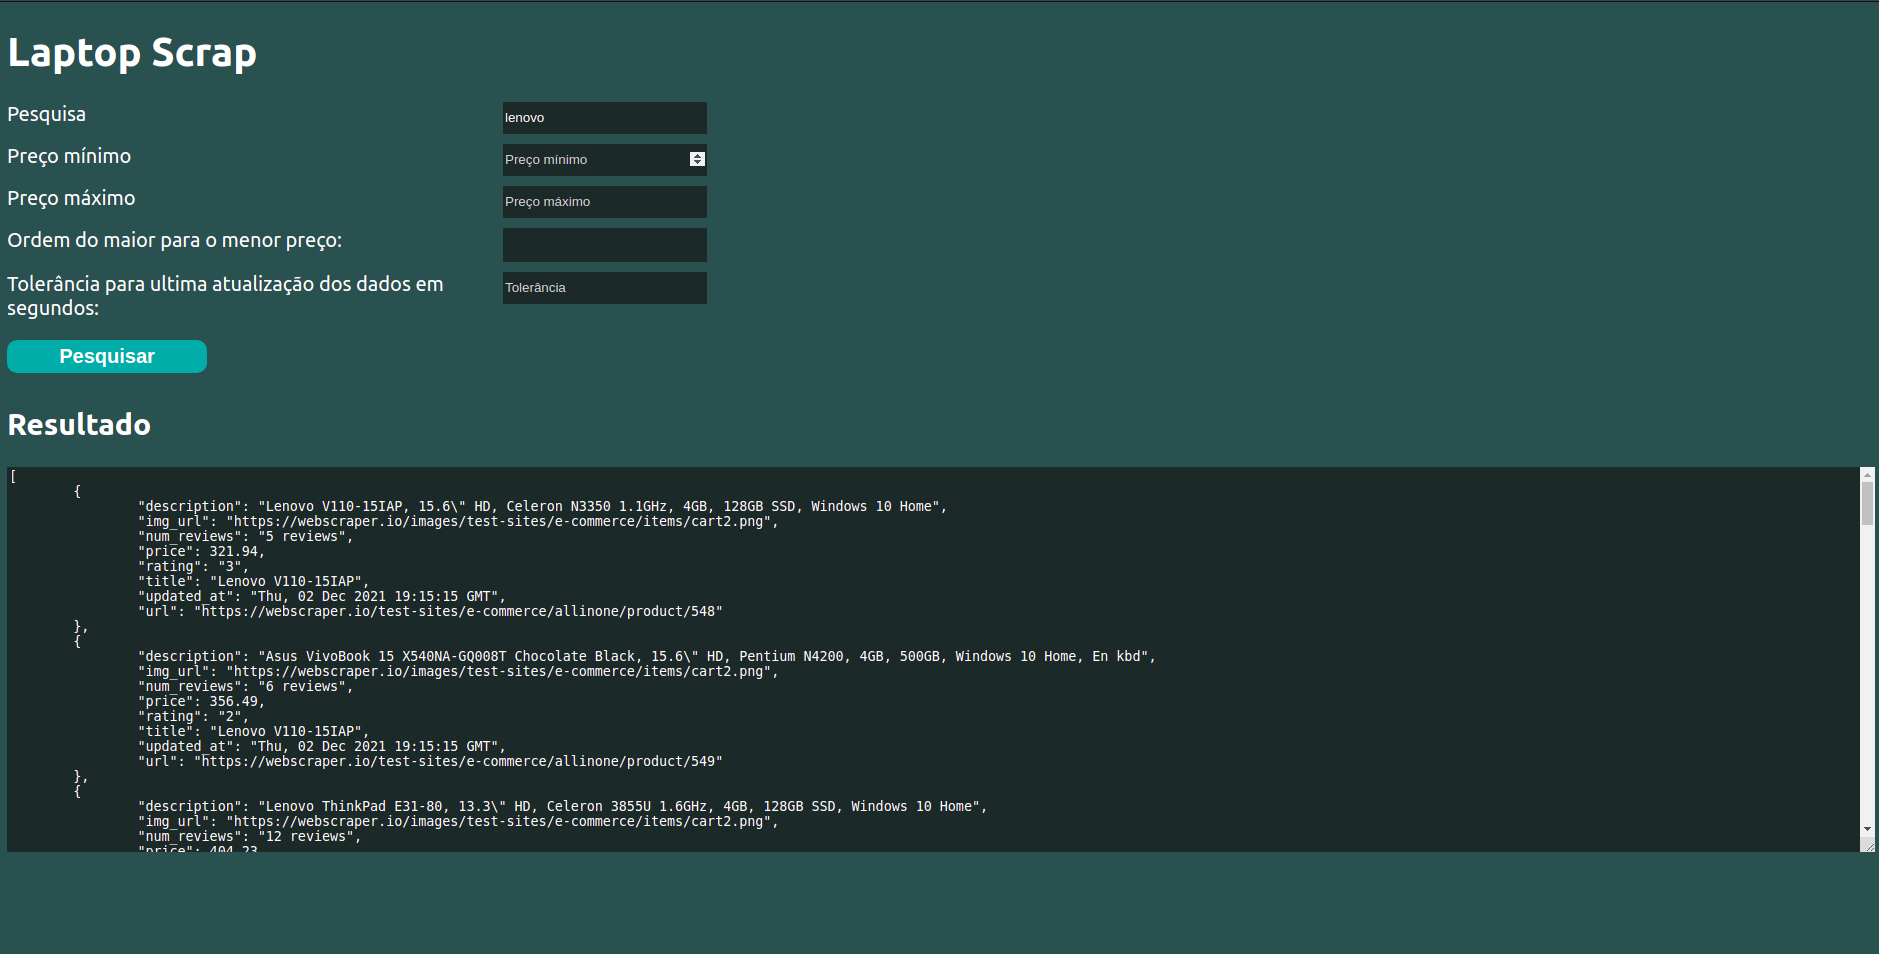 Laptop Scrap
Pesquisa
lenovo
Preço mínimo
Preço mínimo
Preço máximo
Preço máximo
Ordem do maior para o menor preço:
Tolerância para ultima atualização dos dados em
segundos:
Tolerância
Pesquisar
Resultado
[
{
"description": "Lenovo V110-15IAP, 15.6\" HD, Celeron N3350 1.1GHz, 4GB, 128GB SSD, Windows 10 Home",
"img_url": "https://webscraper.io/images/test-sites/e-commerce/items/cart2.png",
"num_reviews": "5 reviews",
"price": 321.94,
"rating": "3",
"title": "Lenovo V110-15IAP",
"updated_at": "Thu, 02 Dec 2021 19:15:15 GMT",
"url": "https://webscraper.io/test-sites/e-commerce/allinone/product/548"
},
{
"description": "Asus VivoBook 15 X540NA-GQ008T Chocolate Black, 15.6\" HD, Pentium N4200, 4GB, 500GB, Windows 10 Home, En kbd",
"img_url": "https://webscraper.io/images/test-sites/e-commerce/items/cart2.png",
"num_reviews": "6 reviews",
"price": 356.49,
"rating": "2",
"title": "Lenovo V110-15IAP",
"updated_at": "Thu, 02 Dec 2021 19:15:15 GMT",
"url": "https://webscraper.io/test-sites/e-commerce/allinone/product/549"
},
{
"description": "Lenovo ThinkPad E31-80, 13.3\" HD, Celeron 3855U 1.6GHz, 4GB, 128GB SSD, Windows 10 Home",
"img_url": "https://webscraper.io/images/test-sites/e-commerce/items/cart2.png",
"num_reviews": "12 reviews",
"price": 404.23